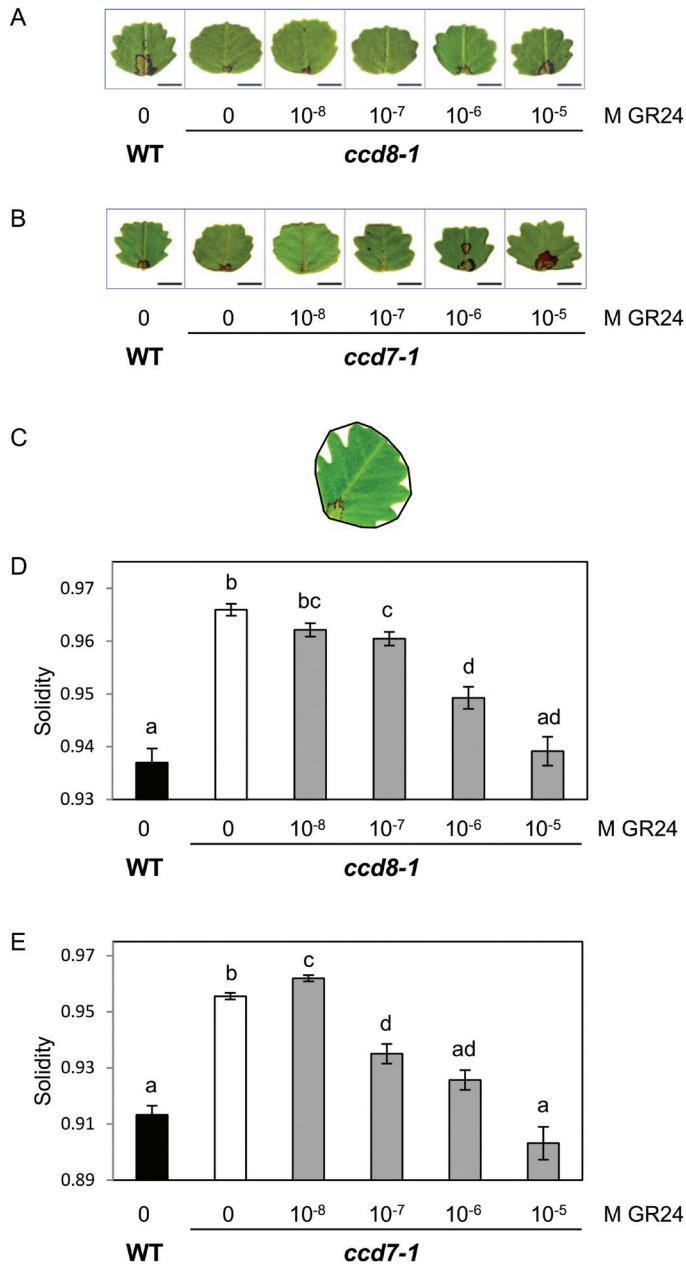 A
0 0 10-8 10-7 10-6 10-5 M GR24
WT ccd8-1
B
0 0 10-8 10-7 10-6 10-5 M GR24
WT ccd7-1
C
D
0.97
0.96
0.95
0.94
0.93
Solidity
a b bc c d ad
0 0 10-8 10-7 10-6 10-5 M GR24
WT ccd8-1
E
0.97
0.95
0.93
0.91
0.89
Solidity
a b c d ad a
0 0 10-8 10-7 10-6 10-5 M GR24
WT ccd7-1